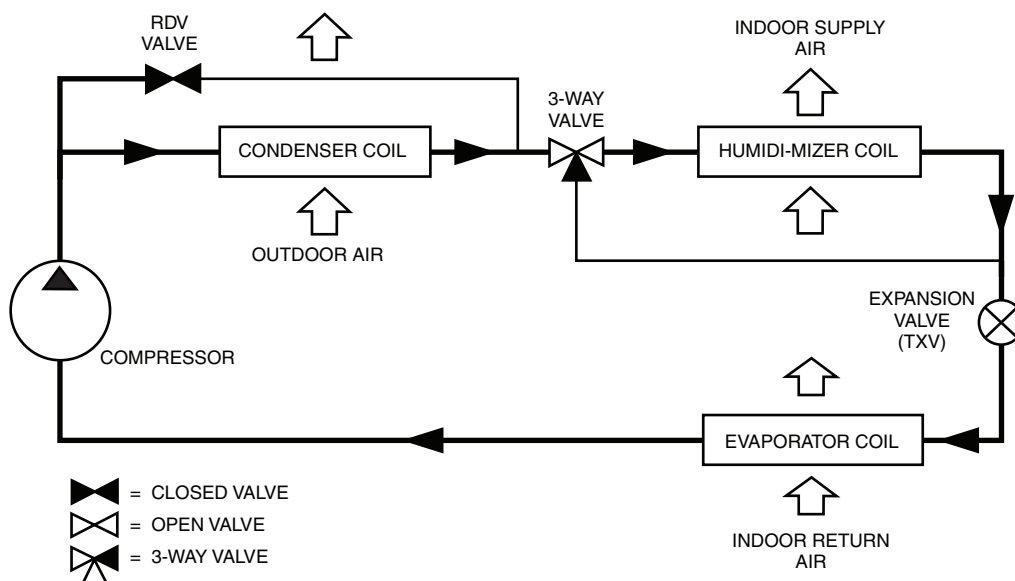 RDV
VALVE
INDOOR SUPPLY
AIR
3-WAY
VALVE
CONDENSER COIL
HUMIDI-MIZER COIL
OUTDOOR AIR
EXPANSION
VALVE
(TXV)
COMPRESSOR
EVAPORATOR COIL
= CLOSED VALVE
= OPEN VALVE
= 3-WAY VALVE
INDOOR RETURN
AIR